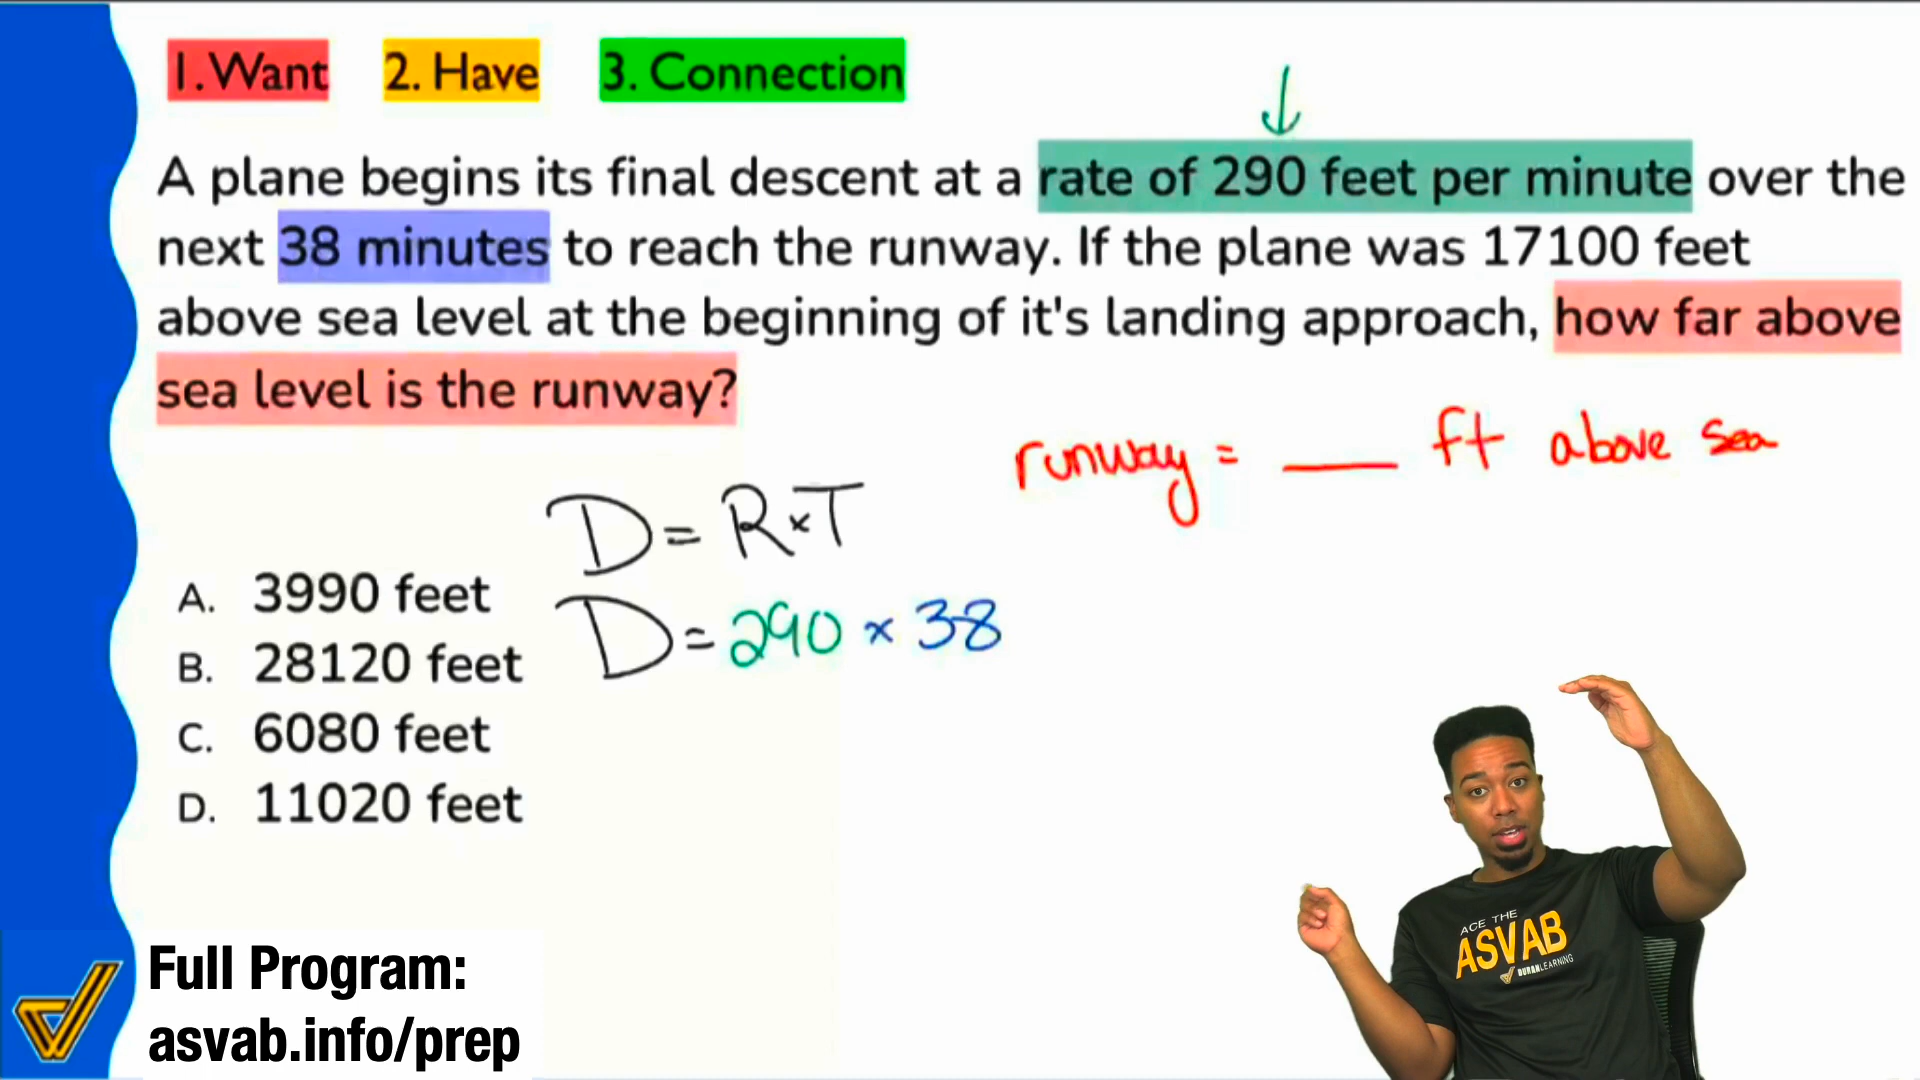 1. Want 2. Have 3. Connection
A plane begins its final descent at a rate of 290 feet per minute over the
next 38 minutes to reach the runway. If the plane was 17100 feet
above sea level at the beginning of it's landing approach, how far above
sea level is the runway?
runway = ___ ft above sea
D = R×T
D = 290 × 38
A. 3990 feet
B. 28120 feet
C. 6080 feet
D. 11020 feet
ACE THE
ASVAB
DURANLEARNING
Full Program:
asvab.info/prep